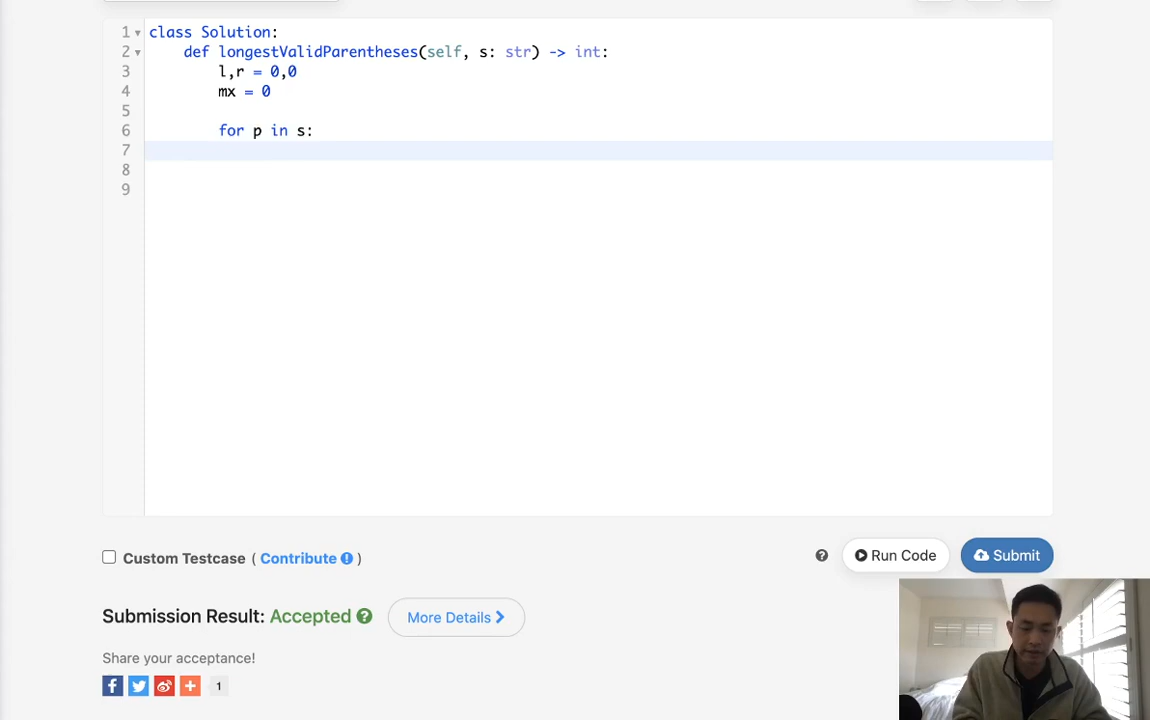 1 class Solution:
2 def longestValidParentheses(self, s: str) -> int:
3 l,r = 0,0
4 mx = 0
5
6 for p in s:
7
8
9
Custom Testcase ( Contribute )
? Run Code Submit
Submission Result: Accepted ? More Details
Share your acceptance!
1